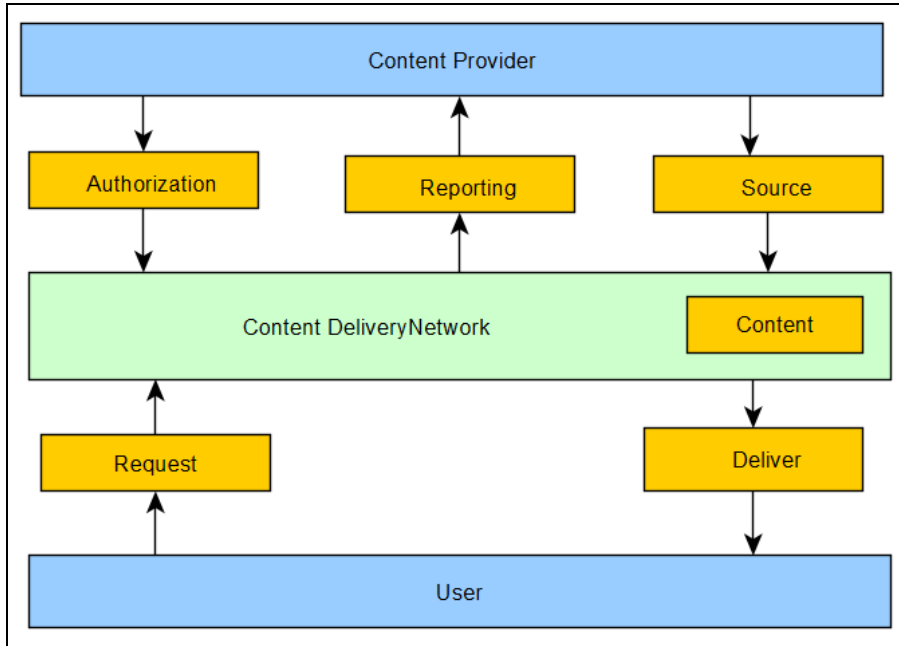 Content Provider
Authorization
Reporting
Source
Content DeliveryNetwork
Content
Request
Deliver
User